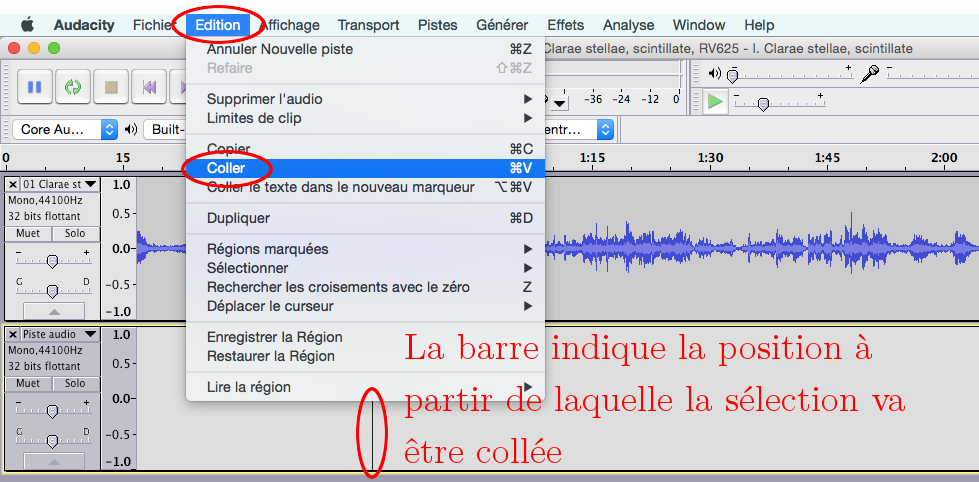 Audacity Fichier Edition Affichage Transport Pistes Générer Effets Analyse Window Help
Annuler Nouvelle piste ⌘Z
Clarae stellae, scintillate, RV625 - I. Clarae stellae, scintillate
Refaire ⇧⌘Z
Supprimer l'audio
-36 -24 -12 0
Limites de clip
Core Au... Built-
Copier ⌘C
0 15 1:15 1:30 1:45 2:00
Coller ⌘V
Coller le texte dans le nouveau marqueur ⌥⌘V
Dupliquer ⌘D
Régions marquées
Sélectionner
Rechercher les croisements avec le zéro Z
Déplacer le curseur
Enregistrer la Région
Restaurer la Région
Lire la région
× 01 Clarae st 1.0
Mono,44100Hz
32 bits flottant 0.5-
Muet Solo
- + 0.0-
G D -0.5-
-1.0
× Piste audio 1.0
Mono,44100Hz
32 bits flottant 0.5-
Muet Solo
- + 0.0-
G D -0.5-
-1.0
La barre indique la position à
partir de laquelle la sélection va
être collée